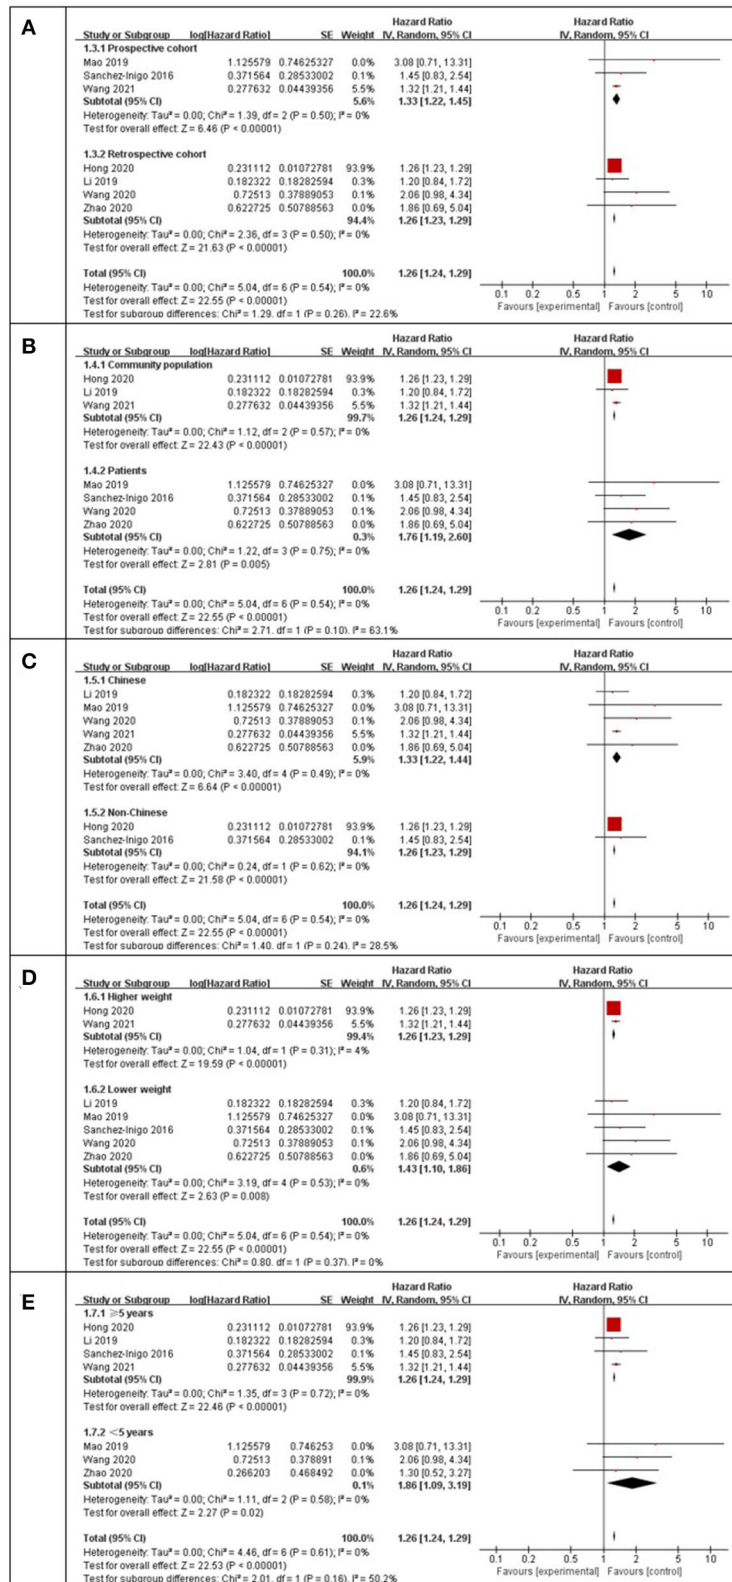 A
Hazard Ratio Hazard Ratio
Study or Subgroup log[Hazard Ratio] SE Weight IV, Random, 95% CI IV, Random, 95% CI
1.3.1 Prospective cohort
Mao 2019 1.125579 0.74625327 0.0% 3.08 [0.71, 13.31]
Sanchez-Inigo 2016 0.371564 0.28533002 0.1% 1.45 [0.83, 2.54]
Wang 2021 0.277632 0.04439356 5.5% 1.32 [1.21, 1.44]
Subtotal (95% CI) 5.6% 1.33 [1.22, 1.45]
Heterogeneity: Tau² = 0.00; Chi² = 1.39, df = 2 (P = 0.50); I² = 0%
Test for overall effect: Z = 6.46 (P < 0.00001)
1.3.2 Retrospective cohort
Hong 2020 0.231112 0.01072781 93.9% 1.26 [1.23, 1.29]
Li 2019 0.182322 0.18282594 0.3% 1.20 [0.84, 1.72]
Wang 2020 0.72513 0.37889053 0.1% 2.06 [0.98, 4.34]
Zhao 2020 0.622725 0.50788563 0.0% 1.86 [0.69, 5.04]
Subtotal (95% CI) 94.4% 1.26 [1.23, 1.29]
Heterogeneity: Tau² = 0.00; Chi² = 2.36, df = 3 (P = 0.50); I² = 0%
Test for overall effect: Z = 21.63 (P < 0.00001)
Total (95% CI) 100.0% 1.26 [1.24, 1.29]
Heterogeneity: Tau² = 0.00; Chi² = 5.04, df = 6 (P = 0.54); I² = 0%
Test for overall effect: Z = 22.55 (P < 0.00001)
Test for subgroup differences: Chi² = 1.29, df = 1 (P = 0.26), I² = 22.6%
0.1 0.2 0.5 1 2 5 10
Favours [experimental] Favours [control]
B
Hazard Ratio Hazard Ratio
Study or Subgroup log[Hazard Ratio] SE Weight IV, Random, 95% CI IV, Random, 95% CI
1.4.1 Community population
Hong 2020 0.231112 0.01072781 93.9% 1.26 [1.23, 1.29]
Li 2019 0.182322 0.18282594 0.3% 1.20 [0.84, 1.72]
Wang 2021 0.277632 0.04439356 5.5% 1.32 [1.21, 1.44]
Subtotal (95% CI) 99.7% 1.26 [1.24, 1.29]
Heterogeneity: Tau² = 0.00; Chi² = 1.12, df = 2 (P = 0.57); I² = 0%
Test for overall effect: Z = 22.43 (P < 0.00001)
1.4.2 Patients
Mao 2019 1.125579 0.74625327 0.0% 3.08 [0.71, 13.31]
Sanchez-Inigo 2016 0.371564 0.28533002 0.1% 1.45 [0.83, 2.54]
Wang 2020 0.72513 0.37889053 0.1% 2.06 [0.98, 4.34]
Zhao 2020 0.622725 0.50788563 0.0% 1.86 [0.69, 5.04]
Subtotal (95% CI) 0.3% 1.76 [1.19, 2.60]
Heterogeneity: Tau² = 0.00; Chi² = 1.22, df = 3 (P = 0.75); I² = 0%
Test for overall effect: Z = 2.81 (P = 0.005)
Total (95% CI) 100.0% 1.26 [1.24, 1.29]
Heterogeneity: Tau² = 0.00; Chi² = 5.04, df = 6 (P = 0.54); I² = 0%
Test for overall effect: Z = 22.55 (P < 0.00001)
Test for subgroup differences: Chi² = 2.71, df = 1 (P = 0.10), I² = 63.1%
0.1 0.2 0.5 1 2 5 10
Favours [experimental] Favours [control]
C
Hazard Ratio Hazard Ratio
Study or Subgroup log[Hazard Ratio] SE Weight IV, Random, 95% CI IV, Random, 95% CI
1.5.1 Chinese
Li 2019 0.182322 0.18282594 0.3% 1.20 [0.84, 1.72]
Mao 2019 1.125579 0.74625327 0.0% 3.08 [0.71, 13.31]
Wang 2020 0.72513 0.37889053 0.1% 2.06 [0.98, 4.34]
Wang 2021 0.277632 0.04439356 5.5% 1.32 [1.21, 1.44]
Zhao 2020 0.622725 0.50788563 0.0% 1.86 [0.69, 5.04]
Subtotal (95% CI) 5.9% 1.33 [1.22, 1.44]
Heterogeneity: Tau² = 0.00; Chi² = 3.40, df = 4 (P = 0.49); I² = 0%
Test for overall effect: Z = 6.64 (P < 0.00001)
1.5.2 Non-Chinese
Hong 2020 0.231112 0.01072781 93.9% 1.26 [1.23, 1.29]
Sanchez-Inigo 2016 0.371564 0.28533002 0.1% 1.45 [0.83, 2.54]
Subtotal (95% CI) 94.1% 1.26 [1.23, 1.29]
Heterogeneity: Tau² = 0.00; Chi² = 0.24, df = 1 (P = 0.62); I² = 0%
Test for overall effect: Z = 21.58 (P < 0.00001)
Total (95% CI) 100.0% 1.26 [1.24, 1.29]
Heterogeneity: Tau² = 0.00; Chi² = 5.04, df = 6 (P = 0.54); I² = 0%
Test for overall effect: Z = 22.55 (P < 0.00001)
Test for subgroup differences: Chi² = 1.40, df = 1 (P = 0.24), I² = 28.5%
0.1 0.2 0.5 1 2 5 10
Favours [experimental] Favours [control]
D
Hazard Ratio Hazard Ratio
Study or Subgroup log[Hazard Ratio] SE Weight IV, Random, 95% CI IV, Random, 95% CI
1.6.1 Higher weight
Hong 2020 0.231112 0.01072781 93.9% 1.26 [1.23, 1.29]
Wang 2021 0.277632 0.04439356 5.5% 1.32 [1.21, 1.44]
Subtotal (95% CI) 99.4% 1.26 [1.23, 1.29]
Heterogeneity: Tau² = 0.00; Chi² = 1.04, df = 1 (P = 0.31); I² = 4%
Test for overall effect: Z = 19.59 (P < 0.00001)
1.6.2 Lower weight
Li 2019 0.182322 0.18282594 0.3% 1.20 [0.84, 1.72]
Mao 2019 1.125579 0.74625327 0.0% 3.08 [0.71, 13.31]
Sanchez-Inigo 2016 0.371564 0.28533002 0.1% 1.45 [0.83, 2.54]
Wang 2020 0.72513 0.37889053 0.1% 2.06 [0.98, 4.34]
Zhao 2020 0.622725 0.50788563 0.0% 1.86 [0.69, 5.04]
Subtotal (95% CI) 0.6% 1.43 [1.10, 1.86]
Heterogeneity: Tau² = 0.00; Chi² = 3.19, df = 4 (P = 0.53); I² = 0%
Test for overall effect: Z = 2.63 (P = 0.008)
Total (95% CI) 100.0% 1.26 [1.24, 1.29]
Heterogeneity: Tau² = 0.00; Chi² = 5.04, df = 6 (P = 0.54); I² = 0%
Test for overall effect: Z = 22.55 (P < 0.00001)
Test for subgroup differences: Chi² = 0.80, df = 1 (P = 0.37), I² = 0%
0.1 0.2 0.5 1 2 5 10
Favours [experimental] Favours [control]
E
Hazard Ratio Hazard Ratio
Study or Subgroup log[Hazard Ratio] SE Weight IV, Random, 95% CI IV, Random, 95% CI
1.7.1 ≥5 years
Hong 2020 0.231112 0.01072781 93.9% 1.26 [1.23, 1.29]
Li 2019 0.182322 0.18282594 0.3% 1.20 [0.84, 1.72]
Sanchez-Inigo 2016 0.371564 0.28533002 0.1% 1.45 [0.83, 2.54]
Wang 2021 0.277632 0.04439356 5.5% 1.32 [1.21, 1.44]
Subtotal (95% CI) 99.9% 1.26 [1.24, 1.29]
Heterogeneity: Tau² = 0.00; Chi² = 1.35, df = 3 (P = 0.72); I² = 0%
Test for overall effect: Z = 22.46 (P < 0.00001)
1.7.2 <5 years
Mao 2019 1.125579 0.746253 0.0% 3.08 [0.71, 13.31]
Wang 2020 0.72513 0.378891 0.1% 2.06 [0.98, 4.34]
Zhao 2020 0.266203 0.468492 0.0% 1.30 [0.52, 3.27]
Subtotal (95% CI) 0.1% 1.86 [1.09, 3.19]
Heterogeneity: Tau² = 0.00; Chi² = 1.11, df = 2 (P = 0.58); I² = 0%
Test for overall effect: Z = 2.27 (P = 0.02)
Total (95% CI) 100.0% 1.26 [1.24, 1.29]
Heterogeneity: Tau² = 0.00; Chi² = 4.46, df = 6 (P = 0.61); I² = 0%
Test for overall effect: Z = 22.53 (P < 0.00001)
Test for subgroup differences: Chi² = 2.01, df = 1 (P = 0.16), I² = 50.2%
0.1 0.2 0.5 1 2 5 10
Favours [experimental] Favours [control]